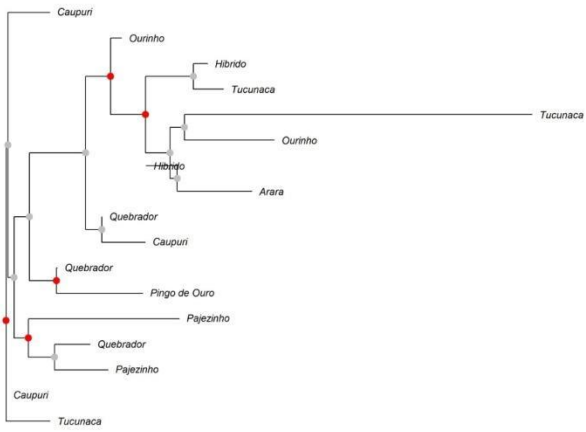 Caupuri
Ourinho
Hibrido
Tucunaca
Tucunaca
Ourinho
Hibrido
Arara
Quebrador
Caupuri
Quebrador
Pingo de Ouro
Pajezinho
Quebrador
Pajezinho
Caupuri
Tucunaca